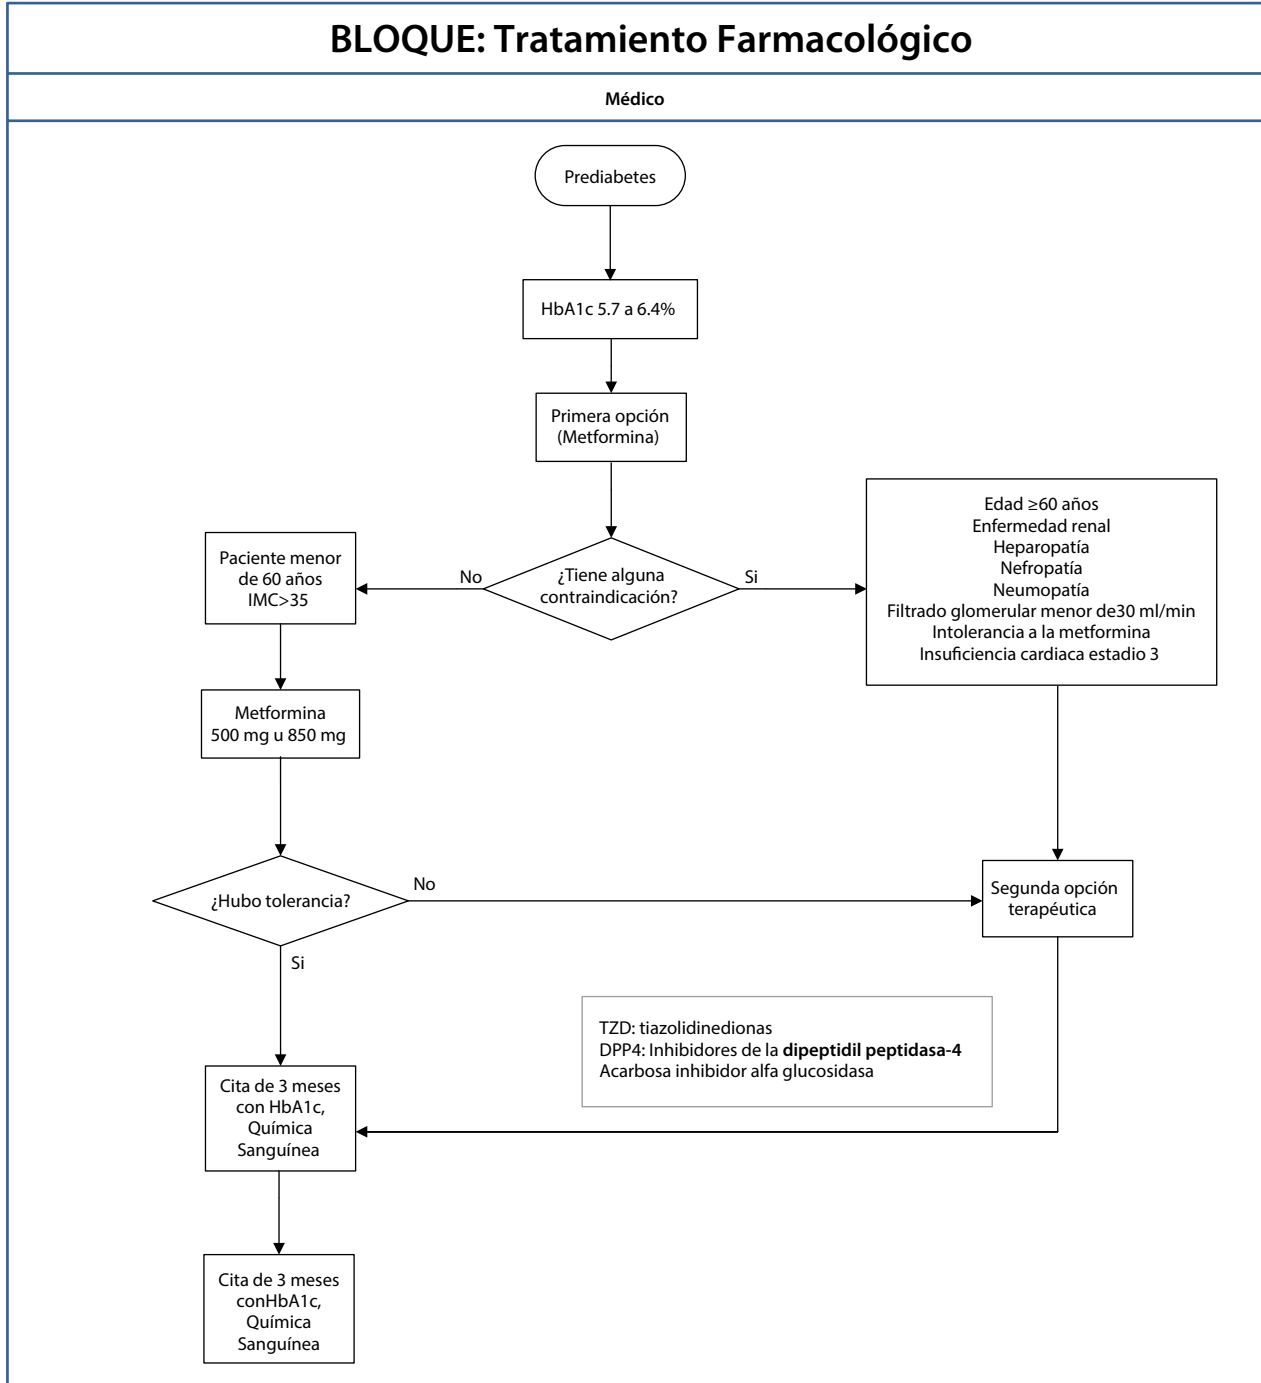 BLOQUE: Tratamiento Farmacológico
Médico
Prediabetes
HbA1c 5.7 a 6.4%
Primera opción
(Metformina)
¿Tiene alguna
contraindicación?
No
Si
Paciente menor
de 60 años
IMC>35
Edad ≥60 años
Enfermedad renal
Heparopatía
Nefropatía
Neumopatía
Filtrado glomerular menor de30 ml/min
Intolerancia a la metformina
Insuficiencia cardiaca estadio 3
Metformina
500 mg u 850 mg
¿Hubo tolerancia?
No
Si
Segunda opción
terapéutica
TZD: tiazolidinedionas
DPP4: Inhibidores de la dipeptidil peptidasa-4
Acarbosa inhibidor alfa glucosidasa
Cita de 3 meses
con HbA1c,
Química
Sanguínea
Cita de 3 meses
conHbA1c,
Química
Sanguínea